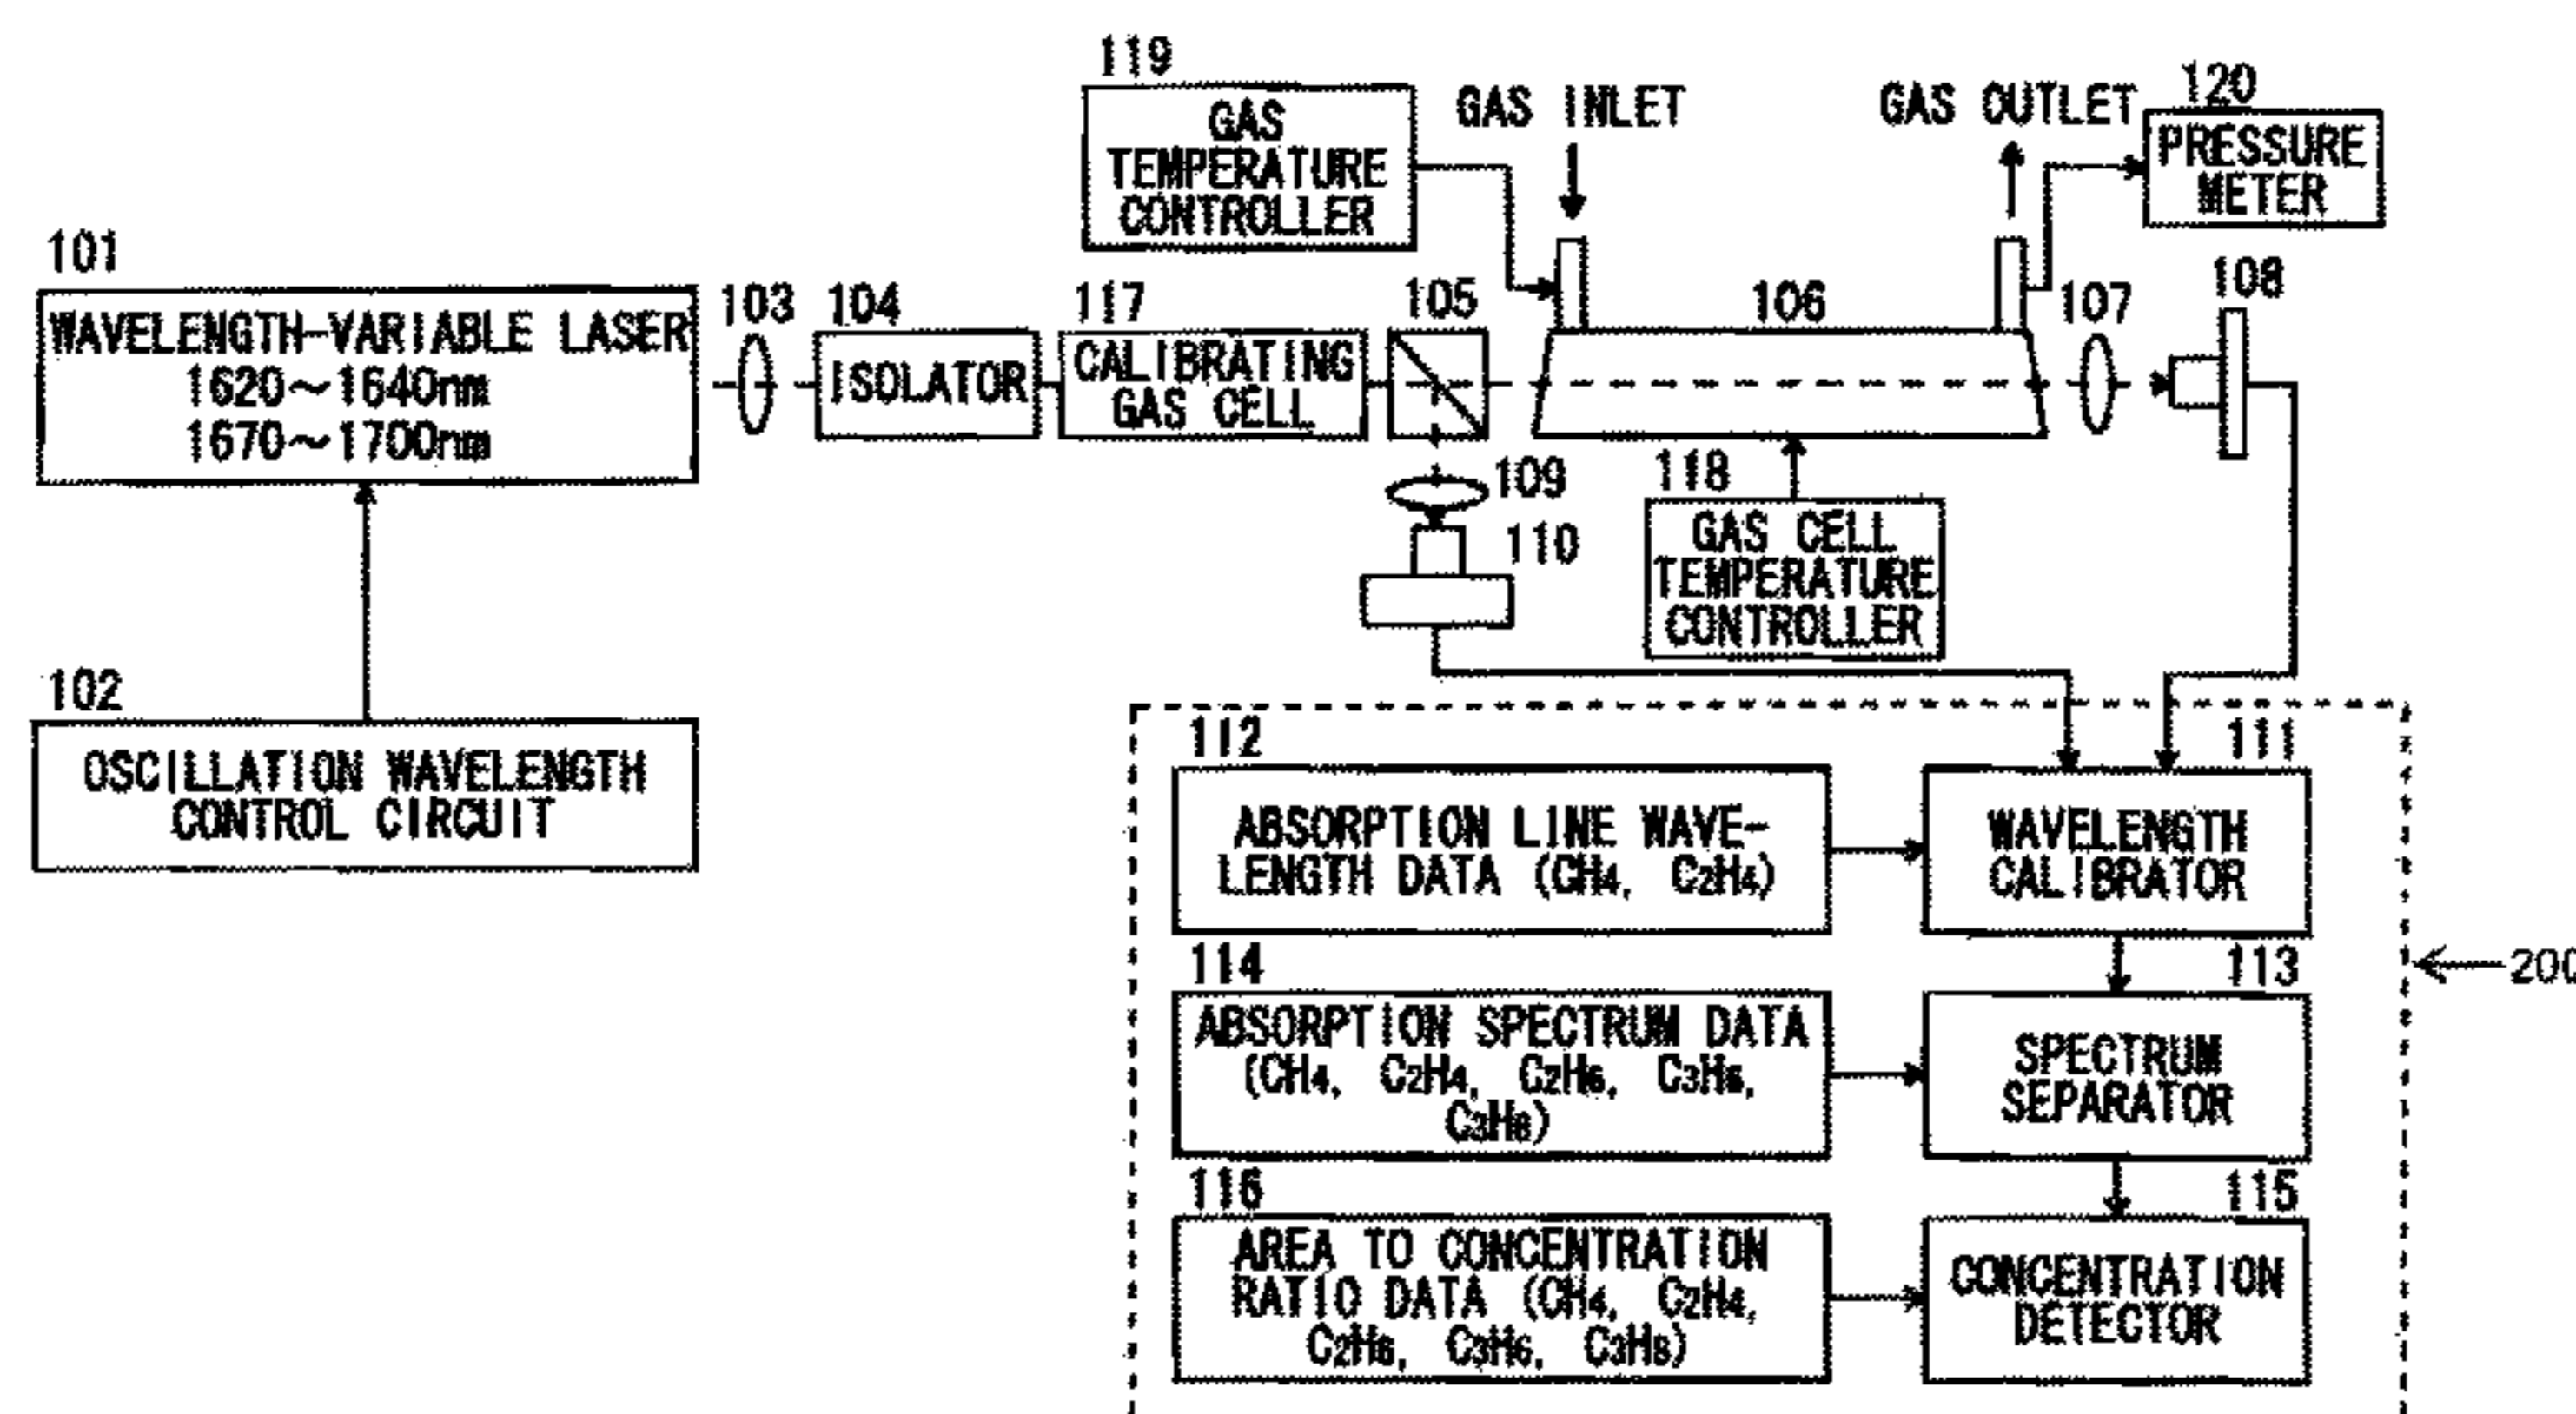 119
GAS
TEMPERATURE
CONTROLLER
GAS INLET
GAS OUTLET
120
PRESSURE
METER
101
WAVELENGTH-VARIABLE LASER
1620~1640nm
1670~1700nm
103
104
ISOLATOR
117
CALIBRATING
GAS CELL
105
106
107
108
109
110
118
GAS CELL
TEMPERATURE
CONTROLLER
102
OSCILLATION WAVELENGTH
CONTROL CIRCUIT
112
ABSORPTION LINE WAVE-
LENGTH DATA (CH4, C2H4)
111
WAVELENGTH
CALIBRATOR
114
ABSORPTION SPECTRUM DATA
(CH4, C2H4, C2H6, C3H6,
C3H8)
113
SPECTRUM
SEPARATOR
200
116
AREA TO CONCENTRATION
RATIO DATA (CH4, C2H4,
C2H6, C3H6, C3H8)
115
CONCENTRATION
DETECTOR